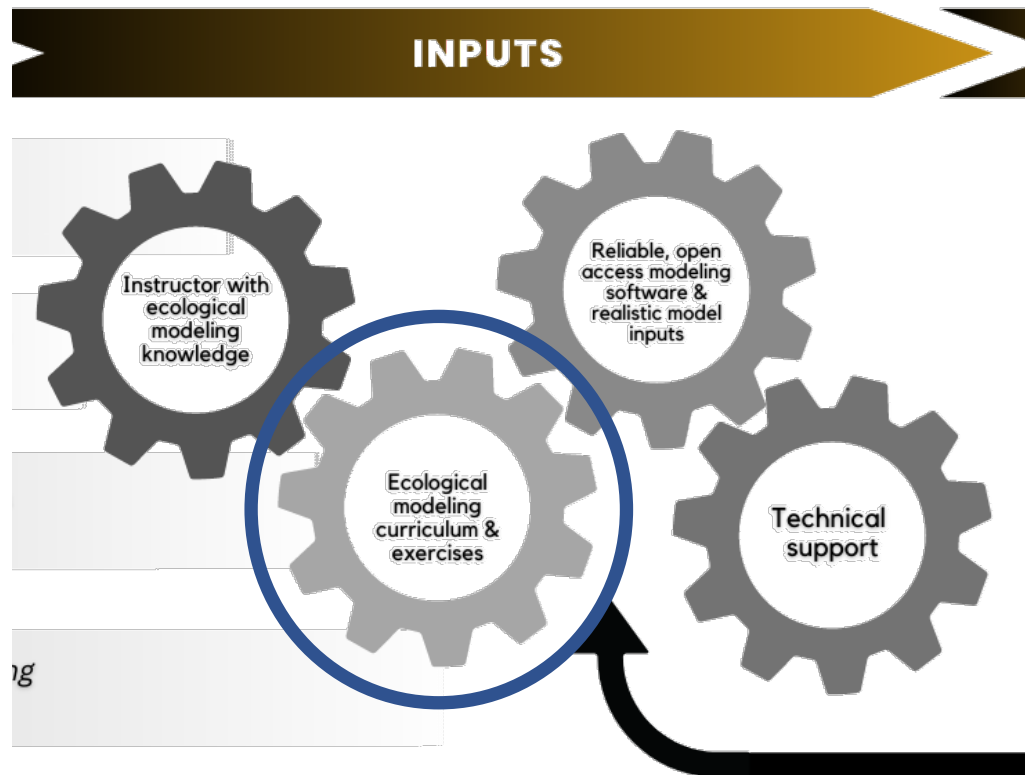 INPUTS
Instructor with
ecological
modeling
knowledge
Reliable, open
access modeling
software &
realistic model
inputs
Ecological
modeling
curriculum &
exercises
Technical
support